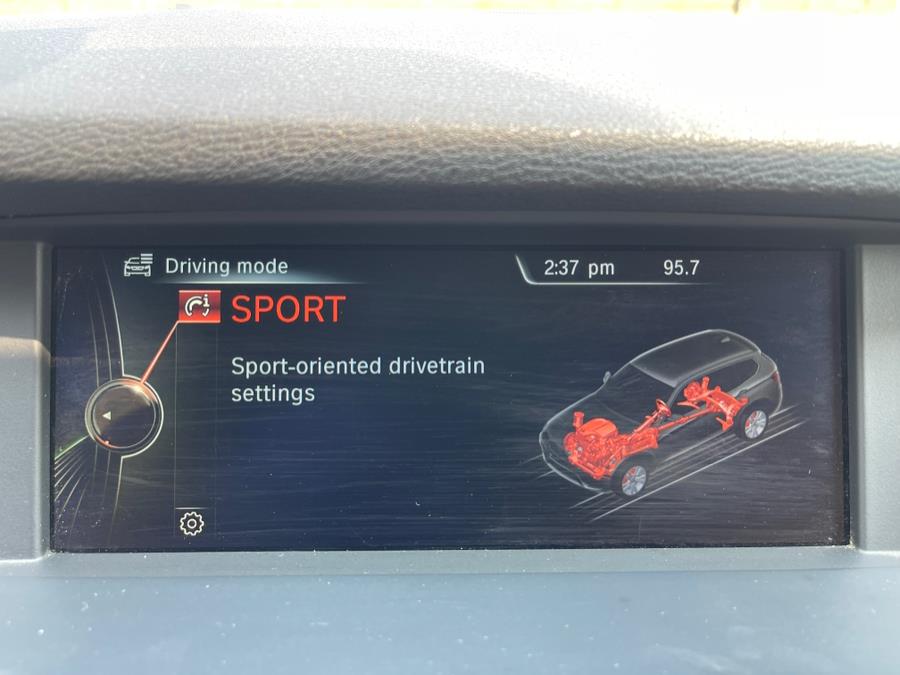 Driving mode
2:37 pm 95.7
SPORT
Sport-oriented drivetrain
settings